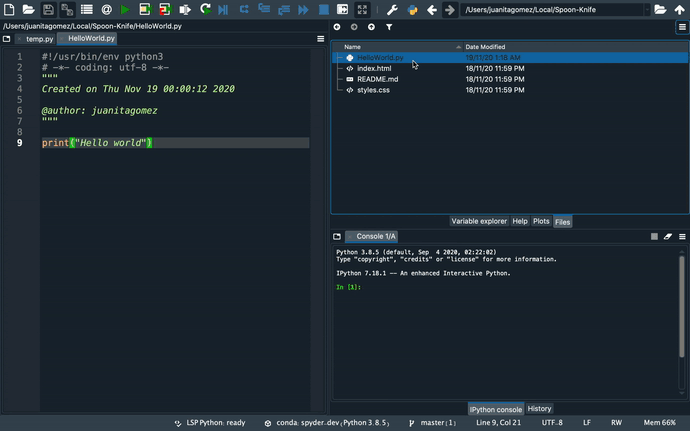 /Users/juanitagomez/Local/Spoon-Knife
/Users/juanitagomez/Local/Spoon-Knife/HelloWorld.py
temp.py
HelloWorld.py
1 #!/usr/bin/env python3
2 # -*- coding: utf-8 -*-
3 """
4 Created on Thu Nov 19 00:00:12 2020
5
6 @author: juanitagomez
7 """
8
9 print("Hello world")
Name Date Modified
HelloWorld.py 19/11/20 1:18 AM
index.html 18/11/20 11:59 PM
README.md 18/11/20 11:59 PM
styles.css 18/11/20 11:59 PM
Variable explorer Help Plots Files
Console 1/A
Python 3.8.5 (default, Sep  4 2020, 02:22:02)
Type "copyright", "credits" or "license" for more information.
IPython 7.18.1 -- An enhanced Interactive Python.
In [1]:
IPython console History
LSP Python: ready conda: spyder-dev (Python 3.8.5) master [1] Line 9, Col 21 UTF-8 LF RW Mem 66%